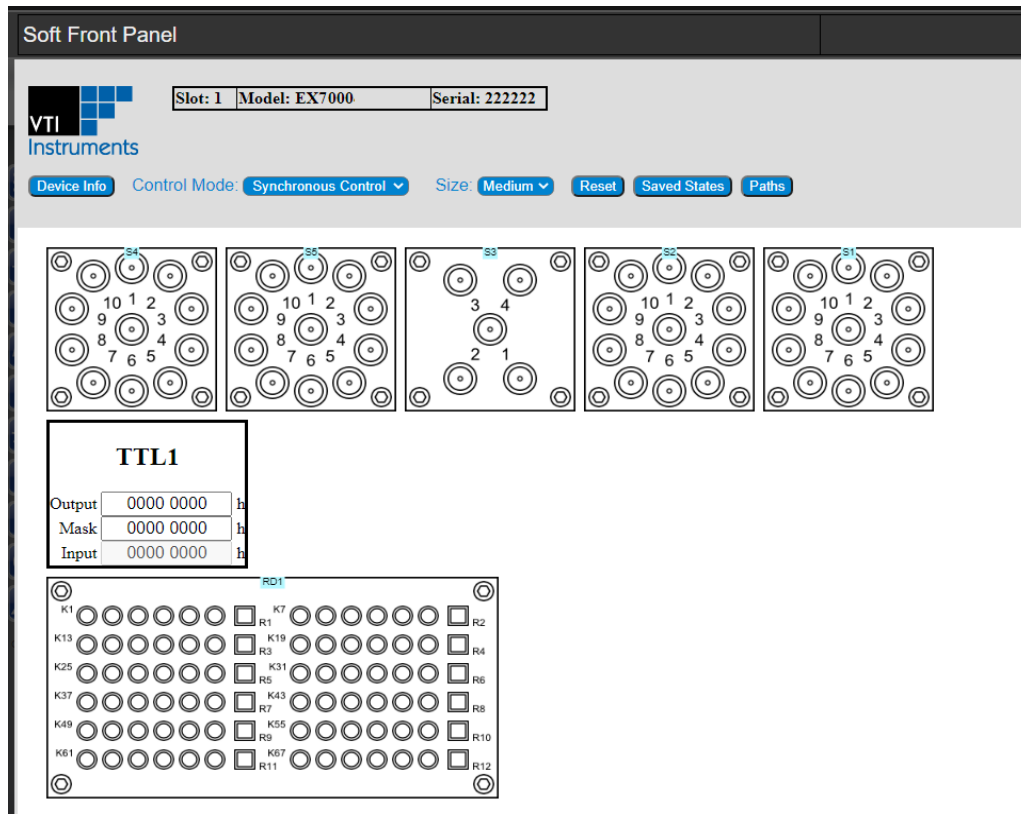 Soft Front Panel
VTI
Instruments
Slot: 1 Model: EX7000 Serial: 222222
Device Info Control Mode: Synchronous Control Size: Medium Reset Saved States Paths
S4 S5 S3 S2 S1
10 1 2 10 1 2 3 4 10 1 2 10 1 2
9 3 9 3 9 3 9 3
8 4 8 4 8 4 8 4
7 6 5 7 6 5 2 1 7 6 5 7 6 5
TTL1
Output 0000 0000 h
Mask 0000 0000 h
Input 0000 0000 h
RD1
K1 R1 K7 R2
K13 R3 K19 R4
K25 R5 K31 R6
K37 R7 K43 R8
K49 R9 K55 R10
K61 R11 K67 R12